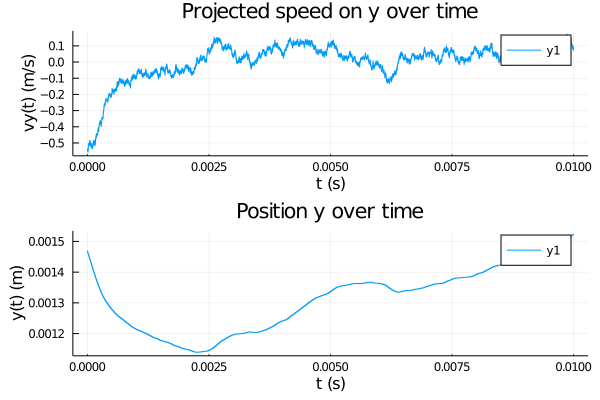 Projected speed on y over time
vy(t) (m/s)
0.1
0.0
−0.1
−0.2
−0.3
−0.4
−0.5
y1
0.0000 0.0025 0.0050 0.0075 0.0100
t (s)
Position y over time
y(t) (m)
0.0015
0.0014
0.0013
0.0012
y1
0.0000 0.0025 0.0050 0.0075 0.0100
t (s)